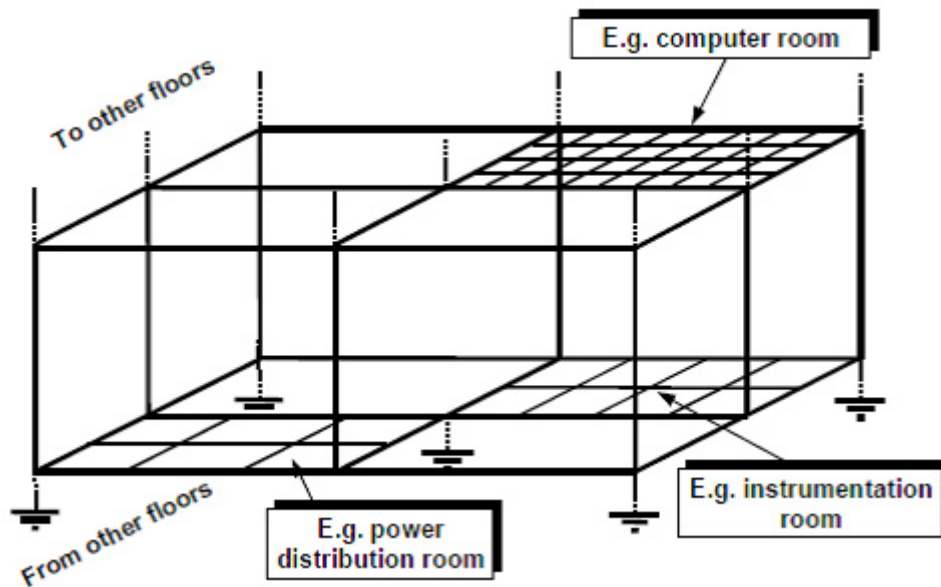 E.g. computer room
To other floors
E.g. instrumentation
room
E.g. power
distribution room
From other floors